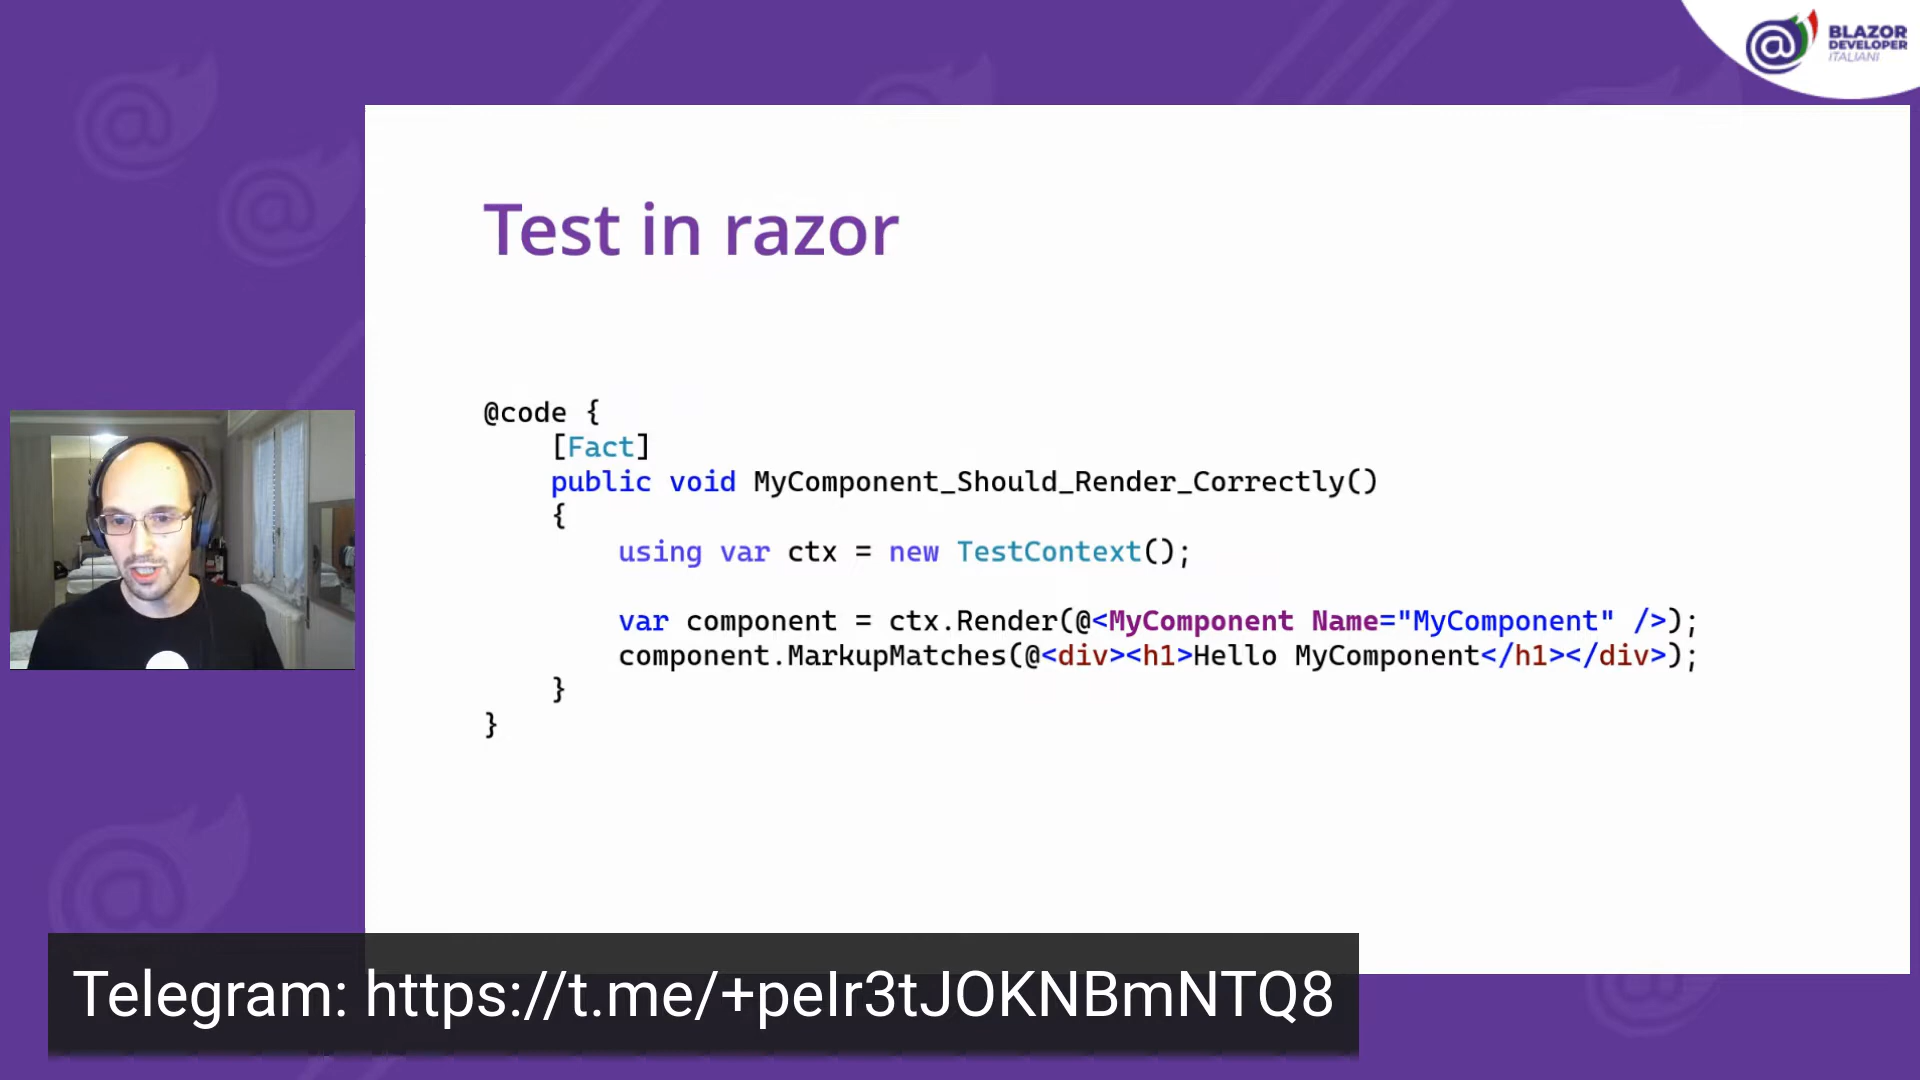 BLAZOR
DEVELOPER
ITALIANI
Test in razor
@code {
    [Fact]
    public void MyComponent_Should_Render_Correctly()
    {
        using var ctx = new TestContext();
        var component = ctx.Render(@<MyComponent Name="MyComponent" />);
        component.MarkupMatches(@<div><h1>Hello MyComponent</h1></div>);
    }
}
Telegram: https://t.me/+peIr3tJOKNBmNTQ8